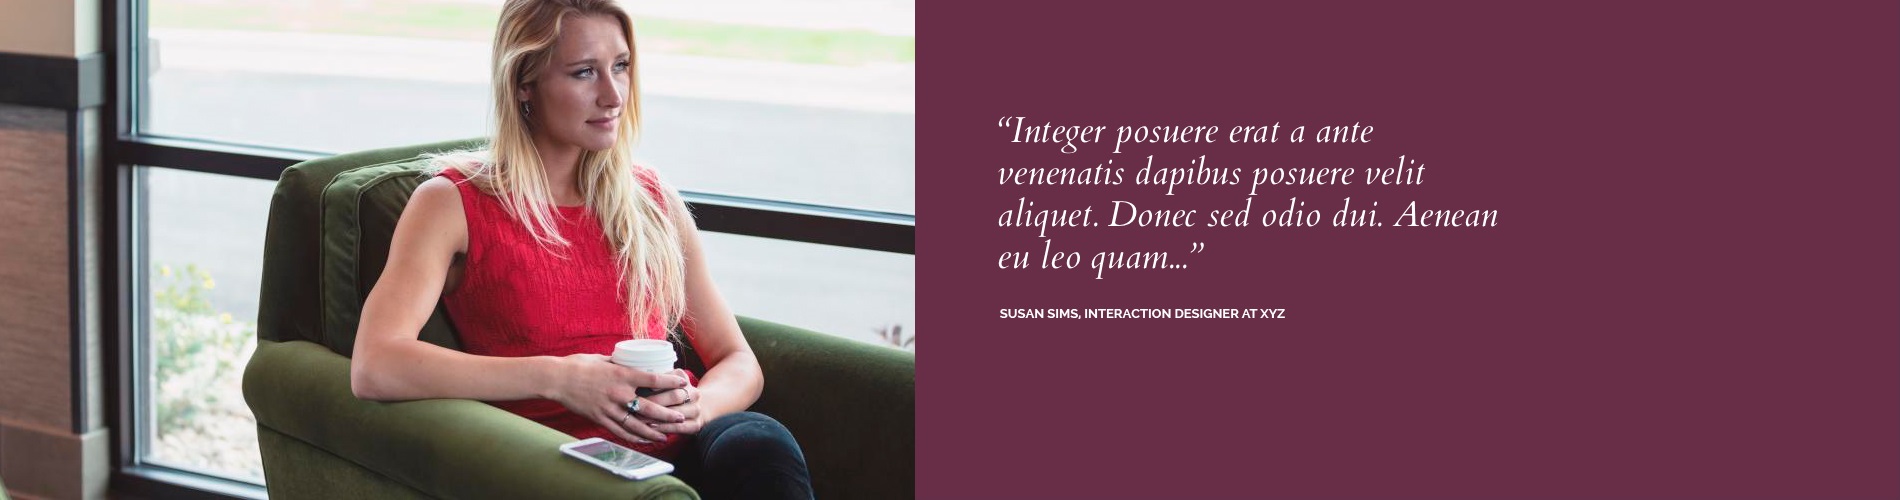 “Integer posuere erat a ante
venenatis dapibus posuere velit
aliquet. Donec sed odio dui. Aenean
eu leo quam...”
SUSAN SIMS, INTERACTION DESIGNER AT XYZ